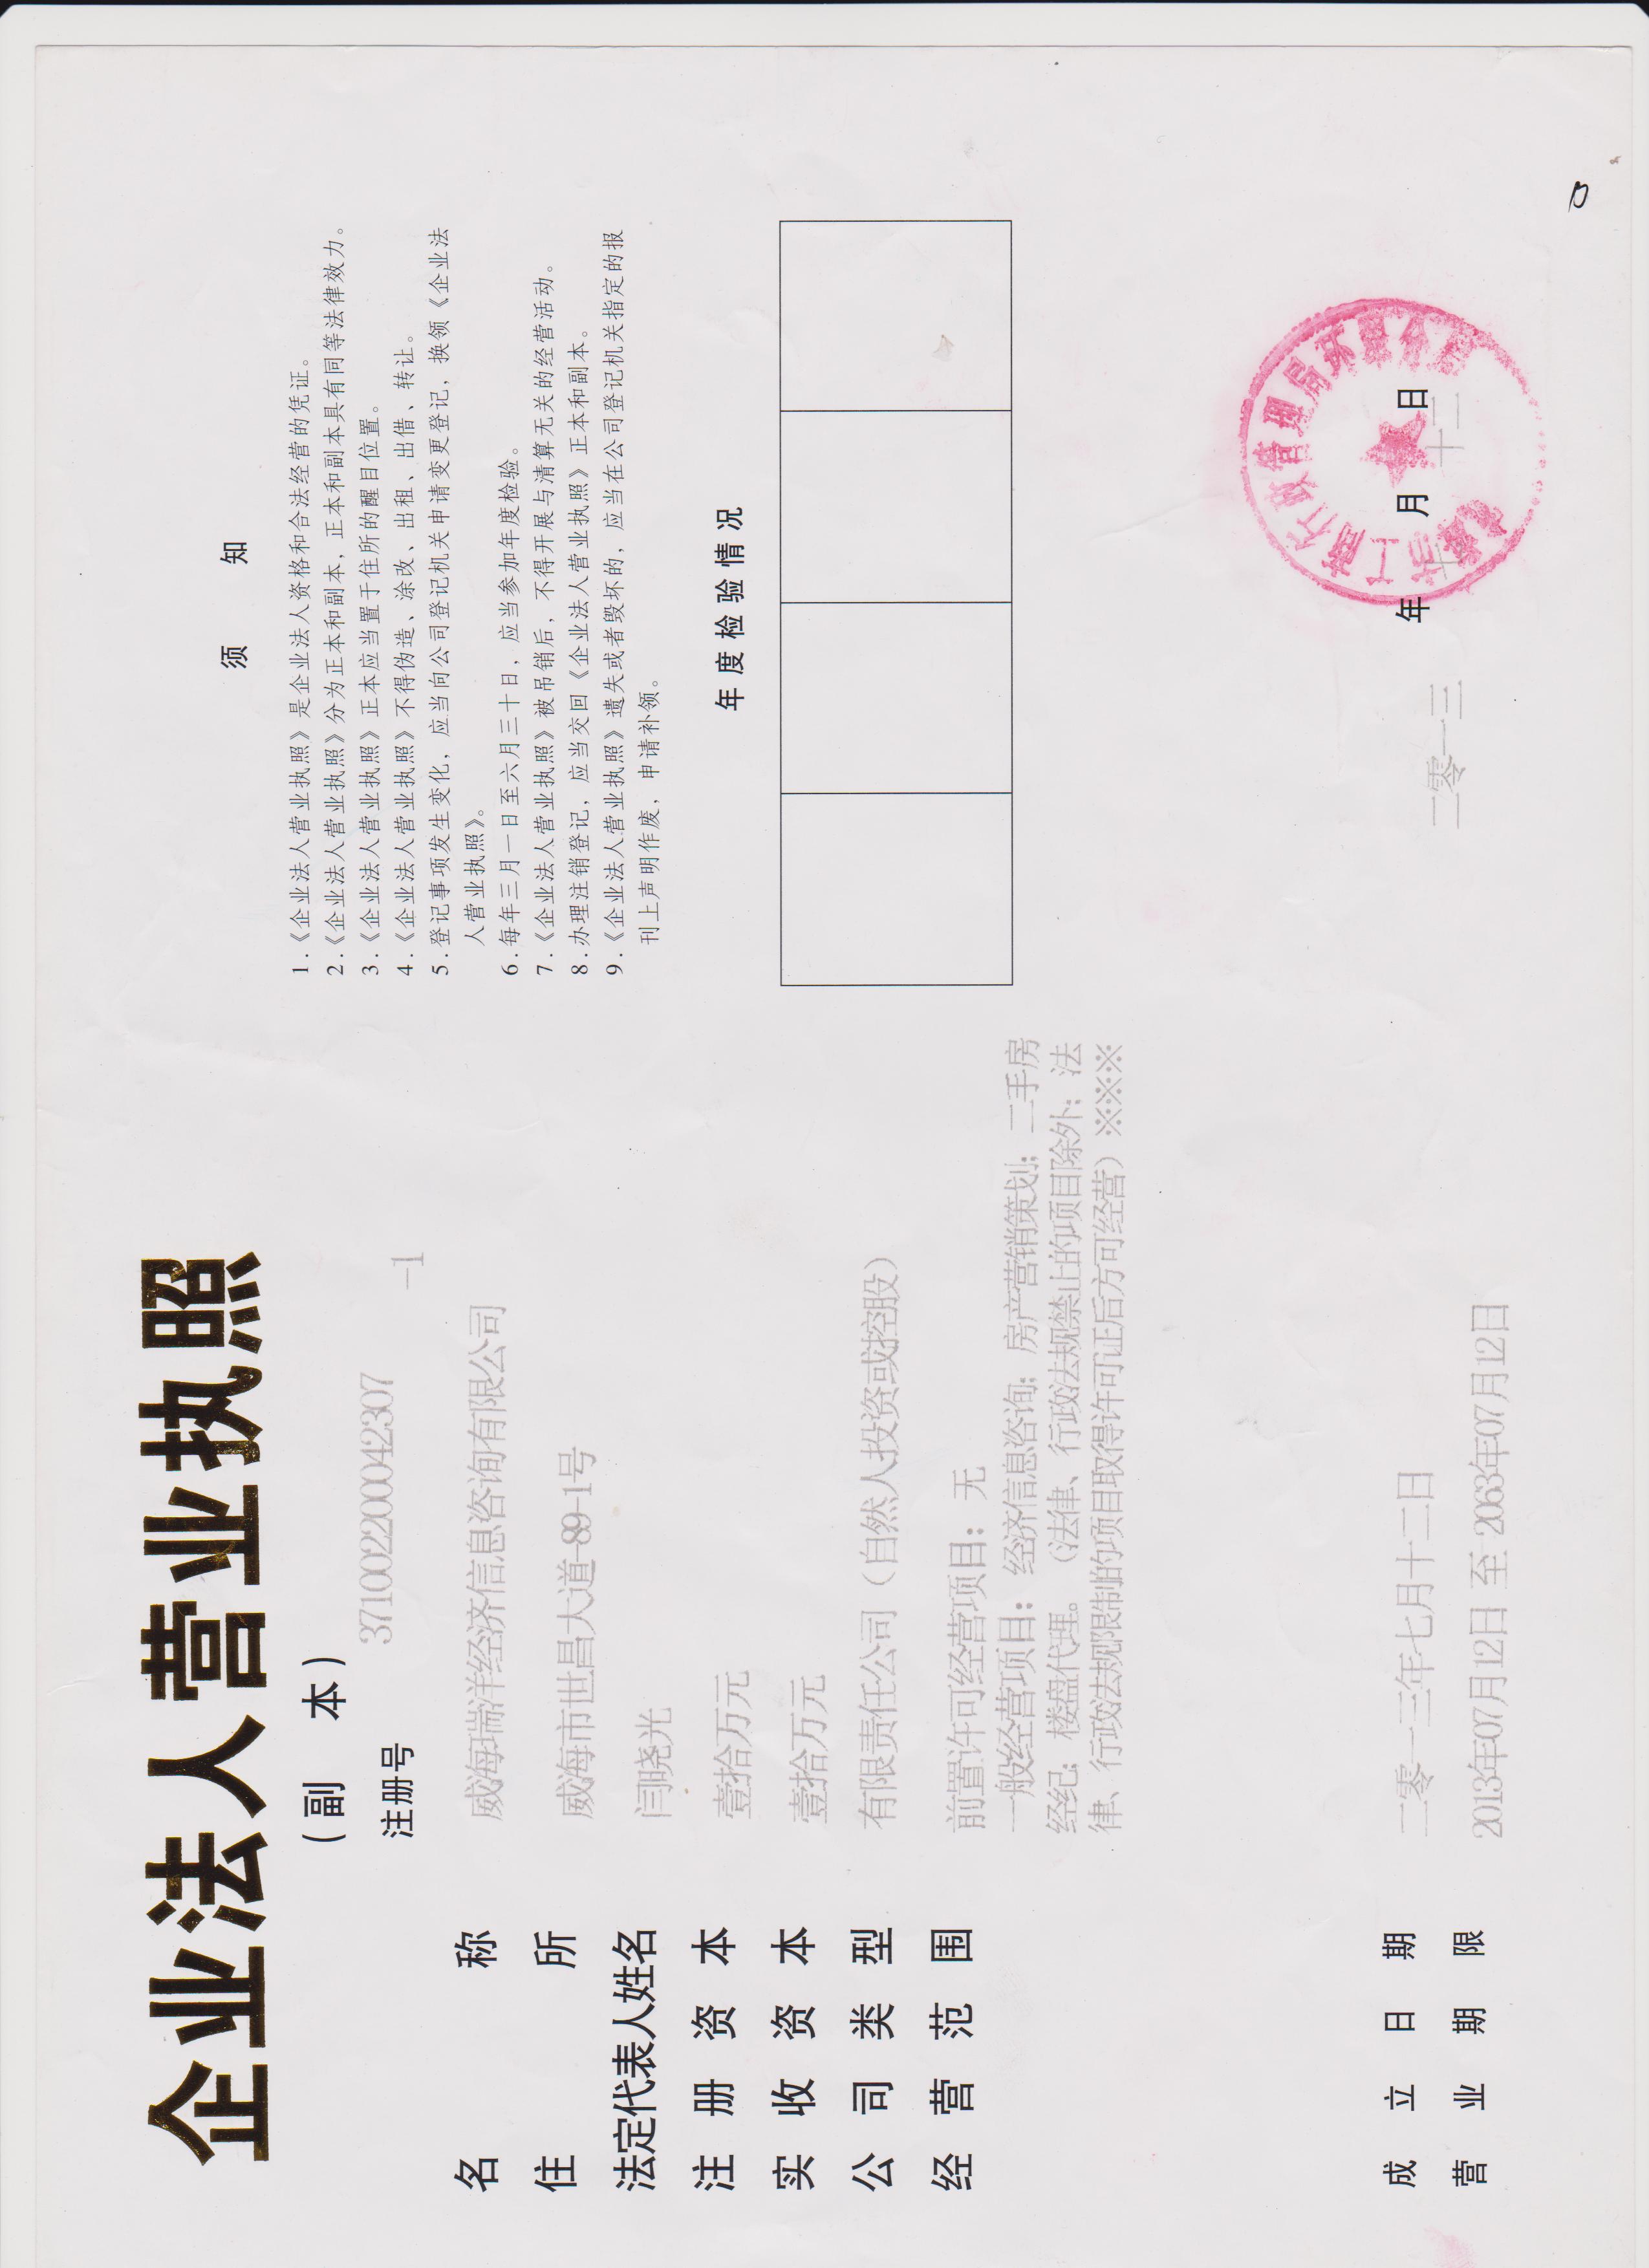 企业法人营业执照
（副 本）
注册号 371002200042307
-1
名称 威海瑞洋经济信息咨询有限公司
住所 威海市世昌大道-89-1号
法定代表人姓名 闫晓光
注册资本 壹拾万元
实收资本 壹拾万元
公司类型 有限责任公司（自然人投资或控股）
经营范围 前置许可经营项目：无
一般经营项目：经济信息咨询；房产营销策划；二手房
经纪；楼盘代理。（法律、行政法规禁止的项目除外；法
律、行政法规限制的项目取得许可证后方可经营）※※※※
成立日期 二零一三年七月十二日
营业期限 2013年07月12日 至 2063年07月12日
须知
1.《企业法人营业执照》是企业法人资格和合法经营的凭证。
2.《企业法人营业执照》分为正本和副本，正本和副本具有同等法律效力。
3.《企业法人营业执照》正本应当置于住所的醒目位置。
4.《企业法人营业执照》不得伪造、涂改、出租、出借、转让。
5.登记事项发生变化，应当向公司登记机关申请变更登记，换领《企业法
人营业执照》。
6.每年三月一日至六月三十日，应当参加年度检验。
7.《企业法人营业执照》被吊销后，不得开展与清算无关的经营活动。
8.办理注销登记，应当交回《企业法人营业执照》正本和副本。
9.《企业法人营业执照》遗失或者毁坏的，应当在公司登记机关指定的报
刊上声明作废，申请补领。
年度检验情况
工商行政管理局环翠分局
年 月 日
二零一三 十二